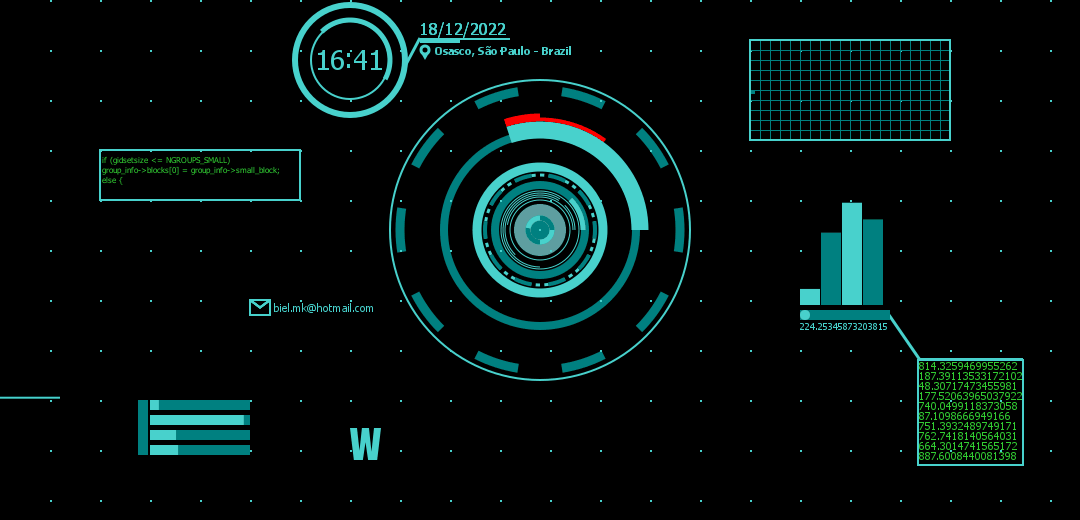 18/12/2022
16:41
Osasco, São Paulo - Brazil
if (gidsetsize <= NGROUPS_SMALL)
group_info->blocks[0] = group_info->small_block;
else {
biel.mk@hotmail.com
224.25345873203815
814.3259469955262
187.39113533172102
48.30717473455981
177.52063965037922
740.0499118373058
87.1098666949166
751.3932489749171
762.7418140564031
664.3014741565172
887.6008440081398
W